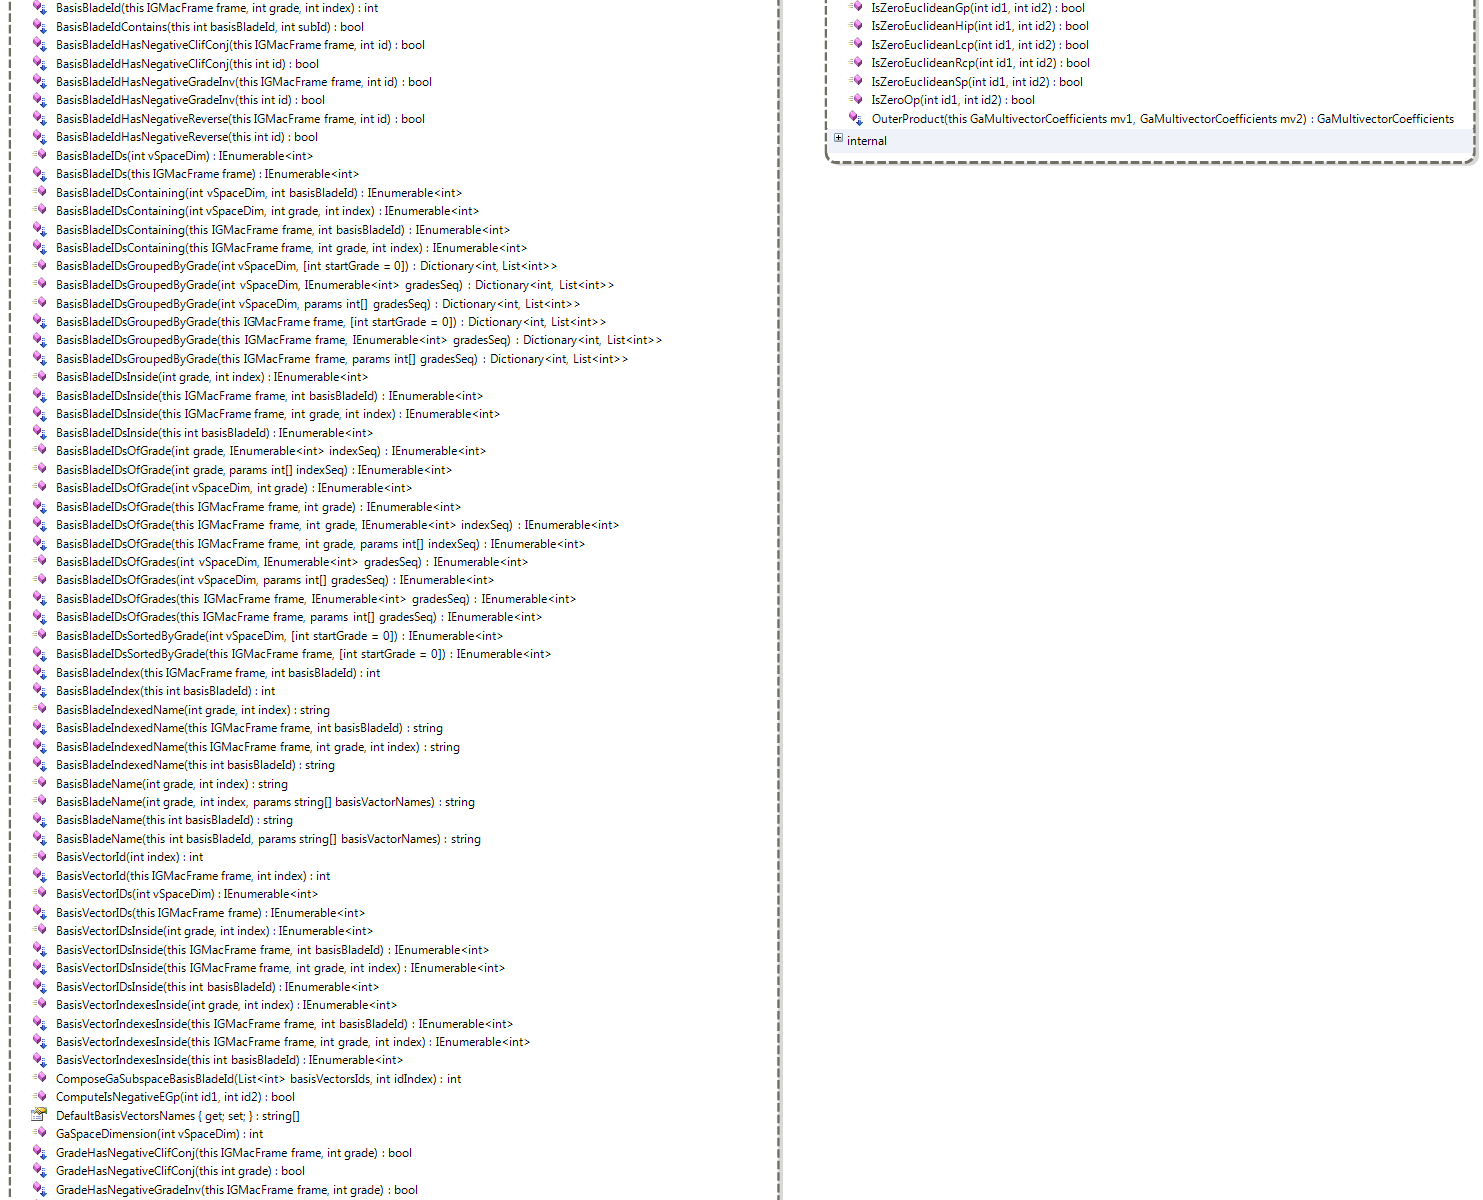 BasisBladeId(this IGMacFrame frame, int grade, int index) : int
BasisBladeIdContains(this int basisBladeId, int subId) : bool
BasisBladeIdHasNegativeClifConj(this IGMacFrame frame, int id) : bool
BasisBladeIdHasNegativeClifConj(this int id) : bool
BasisBladeIdHasNegativeGradeInv(this IGMacFrame frame, int id) : bool
BasisBladeIdHasNegativeGradeInv(this int id) : bool
BasisBladeIdHasNegativeReverse(this IGMacFrame frame, int id) : bool
BasisBladeIdHasNegativeReverse(this int id) : bool
BasisBladeIDs(int vSpaceDim) : IEnumerable<int>
BasisBladeIDs(this IGMacFrame frame) : IEnumerable<int>
BasisBladeIDsContaining(int vSpaceDim, int basisBladeId) : IEnumerable<int>
BasisBladeIDsContaining(int vSpaceDim, int grade, int index) : IEnumerable<int>
BasisBladeIDsContaining(this IGMacFrame frame, int basisBladeId) : IEnumerable<int>
BasisBladeIDsContaining(this IGMacFrame frame, int grade, int index) : IEnumerable<int>
BasisBladeIDsGroupedByGrade(int vSpaceDim, [int startGrade = 0]) : Dictionary<int, List<int>>
BasisBladeIDsGroupedByGrade(int vSpaceDim, IEnumerable<int> gradesSeq) : Dictionary<int, List<int>>
BasisBladeIDsGroupedByGrade(int vSpaceDim, params int[] gradesSeq) : Dictionary<int, List<int>>
BasisBladeIDsGroupedByGrade(this IGMacFrame frame, [int startGrade = 0]) : Dictionary<int, List<int>>
BasisBladeIDsGroupedByGrade(this IGMacFrame frame, IEnumerable<int> gradesSeq) : Dictionary<int, List<int>>
BasisBladeIDsGroupedByGrade(this IGMacFrame frame, params int[] gradesSeq) : Dictionary<int, List<int>>
BasisBladeIDsInside(int grade, int index) : IEnumerable<int>
BasisBladeIDsInside(this IGMacFrame frame, int basisBladeId) : IEnumerable<int>
BasisBladeIDsInside(this IGMacFrame frame, int grade, int index) : IEnumerable<int>
BasisBladeIDsInside(this int basisBladeId) : IEnumerable<int>
BasisBladeIDsOfGrade(int grade, IEnumerable<int> indexSeq) : IEnumerable<int>
BasisBladeIDsOfGrade(int grade, params int[] indexSeq) : IEnumerable<int>
BasisBladeIDsOfGrade(int vSpaceDim, int grade) : IEnumerable<int>
BasisBladeIDsOfGrade(this IGMacFrame frame, int grade) : IEnumerable<int>
BasisBladeIDsOfGrade(this IGMacFrame frame, int grade, IEnumerable<int> indexSeq) : IEnumerable<int>
BasisBladeIDsOfGrade(this IGMacFrame frame, int grade, params int[] indexSeq) : IEnumerable<int>
BasisBladeIDsOfGrades(int vSpaceDim, IEnumerable<int> gradesSeq) : IEnumerable<int>
BasisBladeIDsOfGrades(int vSpaceDim, params int[] gradesSeq) : IEnumerable<int>
BasisBladeIDsOfGrades(this IGMacFrame frame, IEnumerable<int> gradesSeq) : IEnumerable<int>
BasisBladeIDsOfGrades(this IGMacFrame frame, params int[] gradesSeq) : IEnumerable<int>
BasisBladeIDsSortedByGrade(int vSpaceDim, [int startGrade = 0]) : IEnumerable<int>
BasisBladeIDsSortedByGrade(this IGMacFrame frame, [int startGrade = 0]) : IEnumerable<int>
BasisBladeIndex(this IGMacFrame frame, int basisBladeId) : int
BasisBladeIndex(this int basisBladeId) : int
BasisBladeIndexedName(int grade, int index) : string
BasisBladeIndexedName(this IGMacFrame frame, int basisBladeId) : string
BasisBladeIndexedName(this IGMacFrame frame, int grade, int index) : string
BasisBladeIndexedName(this int basisBladeId) : string
BasisBladeName(int grade, int index) : string
BasisBladeName(int grade, int index, params string[] basisVactorNames) : string
BasisBladeName(this int basisBladeId) : string
BasisBladeName(this int basisBladeId, params string[] basisVactorNames) : string
BasisVectorId(int index) : int
BasisVectorId(this IGMacFrame frame, int index) : int
BasisVectorIDs(int vSpaceDim) : IEnumerable<int>
BasisVectorIDs(this IGMacFrame frame) : IEnumerable<int>
BasisVectorIDsInside(int grade, int index) : IEnumerable<int>
BasisVectorIDsInside(this IGMacFrame frame, int basisBladeId) : IEnumerable<int>
BasisVectorIDsInside(this IGMacFrame frame, int grade, int index) : IEnumerable<int>
BasisVectorIDsInside(this int basisBladeId) : IEnumerable<int>
BasisVectorIndexesInside(int grade, int index) : IEnumerable<int>
BasisVectorIndexesInside(this IGMacFrame frame, int basisBladeId) : IEnumerable<int>
BasisVectorIndexesInside(this IGMacFrame frame, int grade, int index) : IEnumerable<int>
BasisVectorIndexesInside(this int basisBladeId) : IEnumerable<int>
ComposeGaSubspaceBasisBladeId(List<int> basisVectorsIds, int idIndex) : int
ComputeIsNegativeEGp(int id1, int id2) : bool
DefaultBasisVectorsNames { get; set; } : string[]
GaSpaceDimension(int vSpaceDim) : int
GradeHasNegativeClifConj(this IGMacFrame frame, int grade) : bool
GradeHasNegativeClifConj(this int grade) : bool
GradeHasNegativeGradeInv(this IGMacFrame frame, int grade) : bool
IsZeroEuclideanGp(int id1, int id2) : bool
IsZeroEuclideanHip(int id1, int id2) : bool
IsZeroEuclideanLcp(int id1, int id2) : bool
IsZeroEuclideanRcp(int id1, int id2) : bool
IsZeroEuclideanSp(int id1, int id2) : bool
IsZeroOp(int id1, int id2) : bool
OuterProduct(this GaMultivectorCoefficients mv1, GaMultivectorCoefficients mv2) : GaMultivectorCoefficients
internal